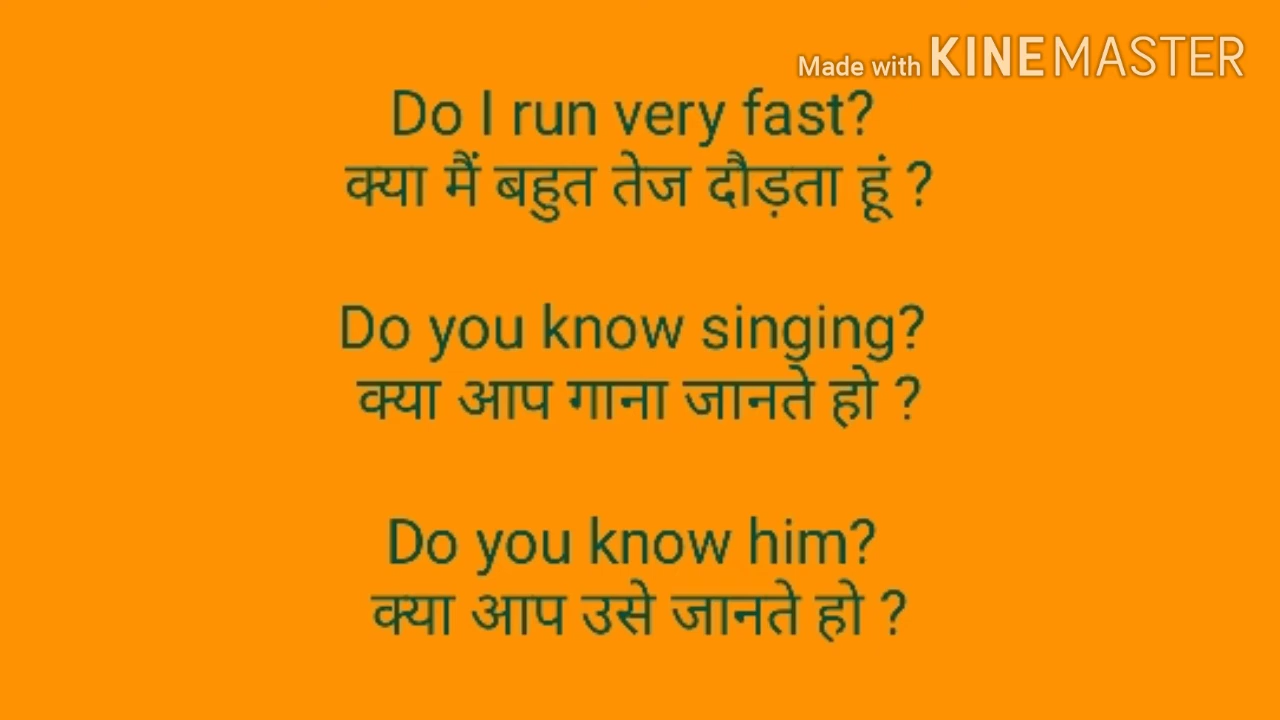 Made with KINEMASTER
Do I run very fast?
क्या मैं बहुत तेज दौड़ता हूं ?
Do you know singing?
क्या आप गाना जानते हो ?
Do you know him?
क्या आप उसे जानते हो ?